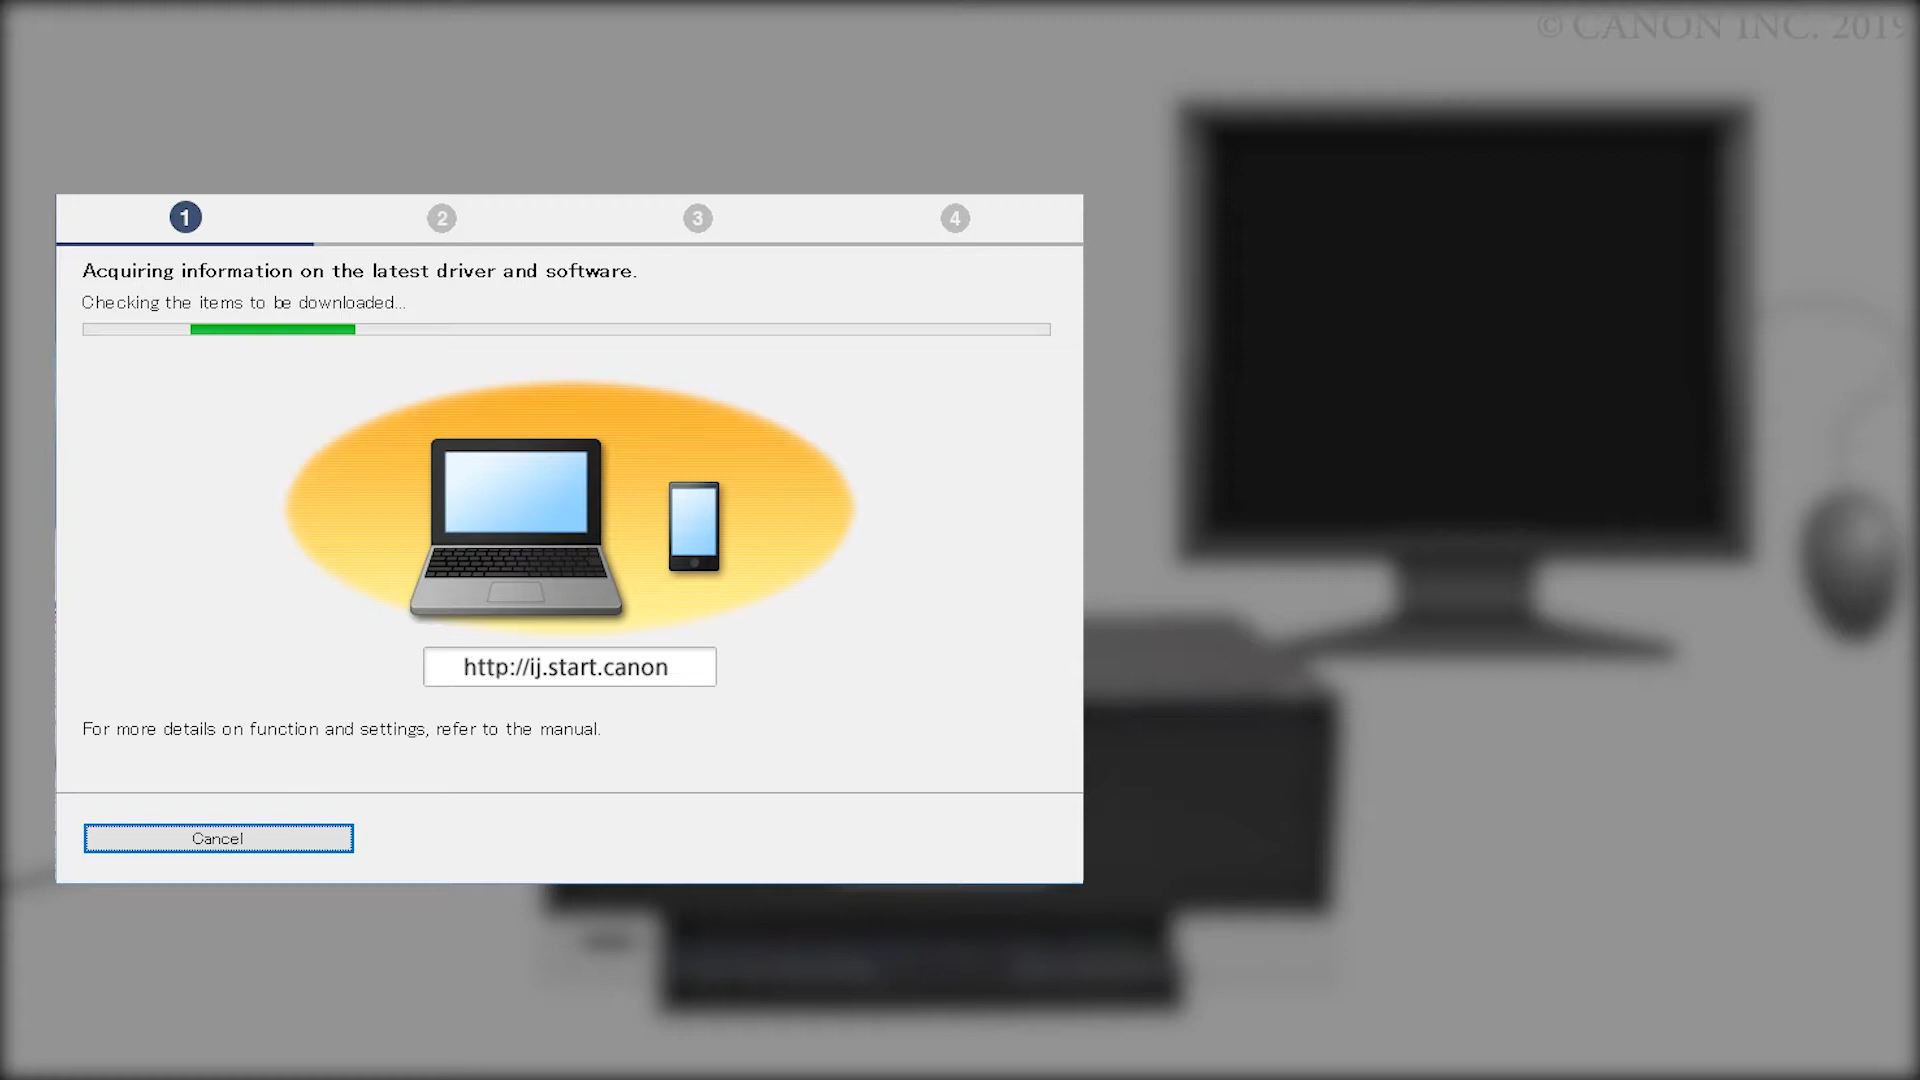 © CANON INC. 2019
1 2 3 4
Acquiring information on the latest driver and software.
Checking the items to be downloaded...
http://ij.start.canon
For more details on function and settings, refer to the manual.
Cancel